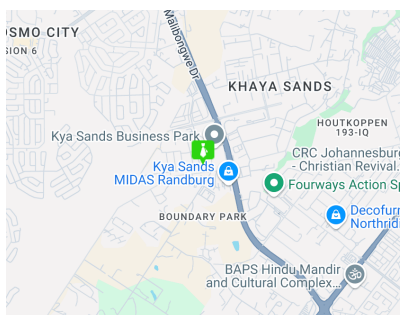 OSMO CITY
SION 6
Malibongwe Dr
KHAYA SANDS
HOUTKOPPEN
193-IQ
Kya Sands Business Park
CRC Johannesburg
- Christian Revival...
Kya Sands
MIDAS Randburg
Fourways Action Sp
Decofurn
Northridi
BOUNDARY PARK
BAPS Hindu Mandir
and Cultural Complex...
ॐ